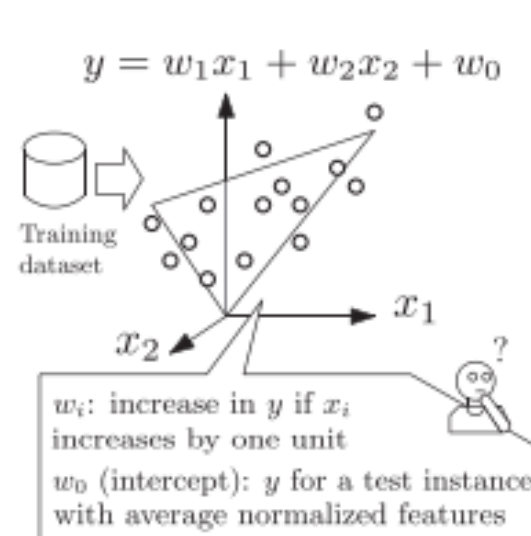 y = w₁x₁ + w₂x₂ + w₀
Training
dataset
x₁
x₂
?
wᵢ: increase in y if xᵢ
increases by one unit
w₀ (intercept): y for a test instance
with average normalized features